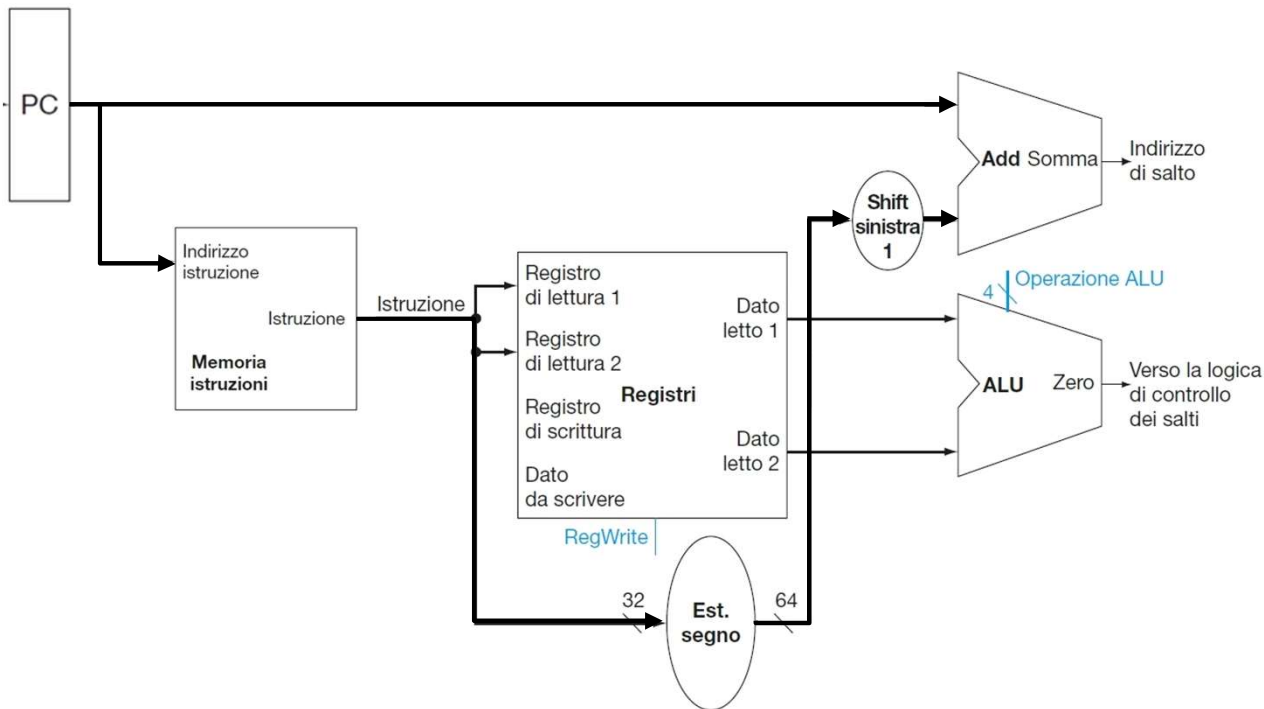 PC
Add Somma
Indirizzo
di salto
Shift
sinistra
1
Indirizzo
istruzione
Istruzione
Memoria
istruzioni
Istruzione
Registro
di lettura 1
Registro
di lettura 2
Registri
Registro
di scrittura
Dato
da scrivere
Dato
letto 1
Dato
letto 2
RegWrite
4
Operazione ALU
ALU
Zero
Verso la logica
di controllo
dei salti
32
Est.
segno
64